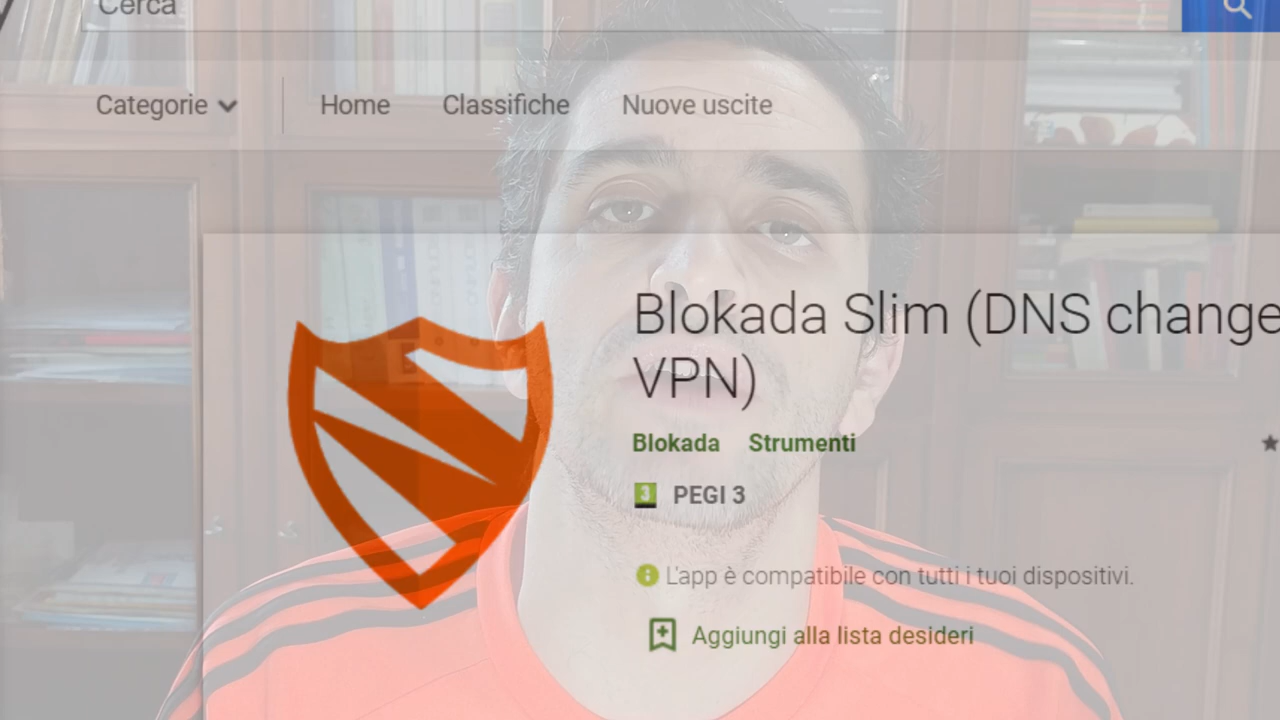 Cerca
Categorie Home Classifiche Nuove uscite
Blokada Slim (DNS change
VPN)
Blokada Strumenti
3 PEGI 3
L'app è compatibile con tutti i tuoi dispositivi.
Aggiungi alla lista desideri